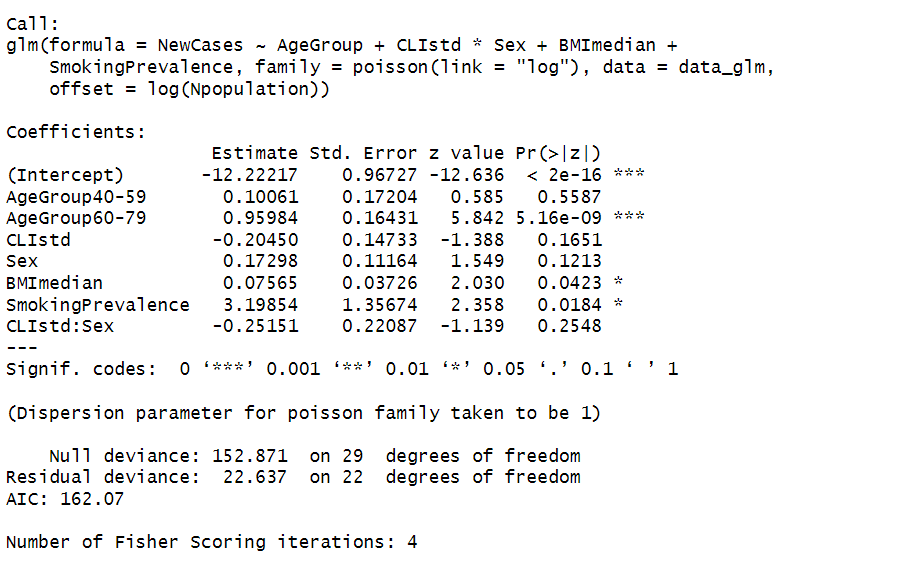 Call:
glm(formula = NewCases ~ AgeGroup + CLIstd * Sex + BMImedian +
    SmokingPrevalence, family = poisson(link = "log"), data = data_glm,
    offset = log(Npopulation))

Coefficients:
                   Estimate Std. Error z value Pr(>|z|)
(Intercept)       -12.22217    0.96727 -12.636  < 2e-16 ***
AgeGroup40-59       0.10061    0.17204   0.585   0.5587
AgeGroup60-79       0.95984    0.16431   5.842 5.16e-09 ***
CLIstd             -0.20450    0.14733  -1.388   0.1651
Sex                 0.17298    0.11164   1.549   0.1213
BMImedian           0.07565    0.03726   2.030   0.0423 *
SmokingPrevalence   3.19854    1.35674   2.358   0.0184 *
CLIstd:Sex         -0.25151    0.22087  -1.139   0.2548
---
Signif. codes:  0 ‘***’ 0.001 ‘**’ 0.01 ‘*’ 0.05 ‘.’ 0.1 ‘ ’ 1

(Dispersion parameter for poisson family taken to be 1)

    Null deviance: 152.871  on 29  degrees of freedom
Residual deviance:  22.637  on 22  degrees of freedom
AIC: 162.07

Number of Fisher Scoring iterations: 4